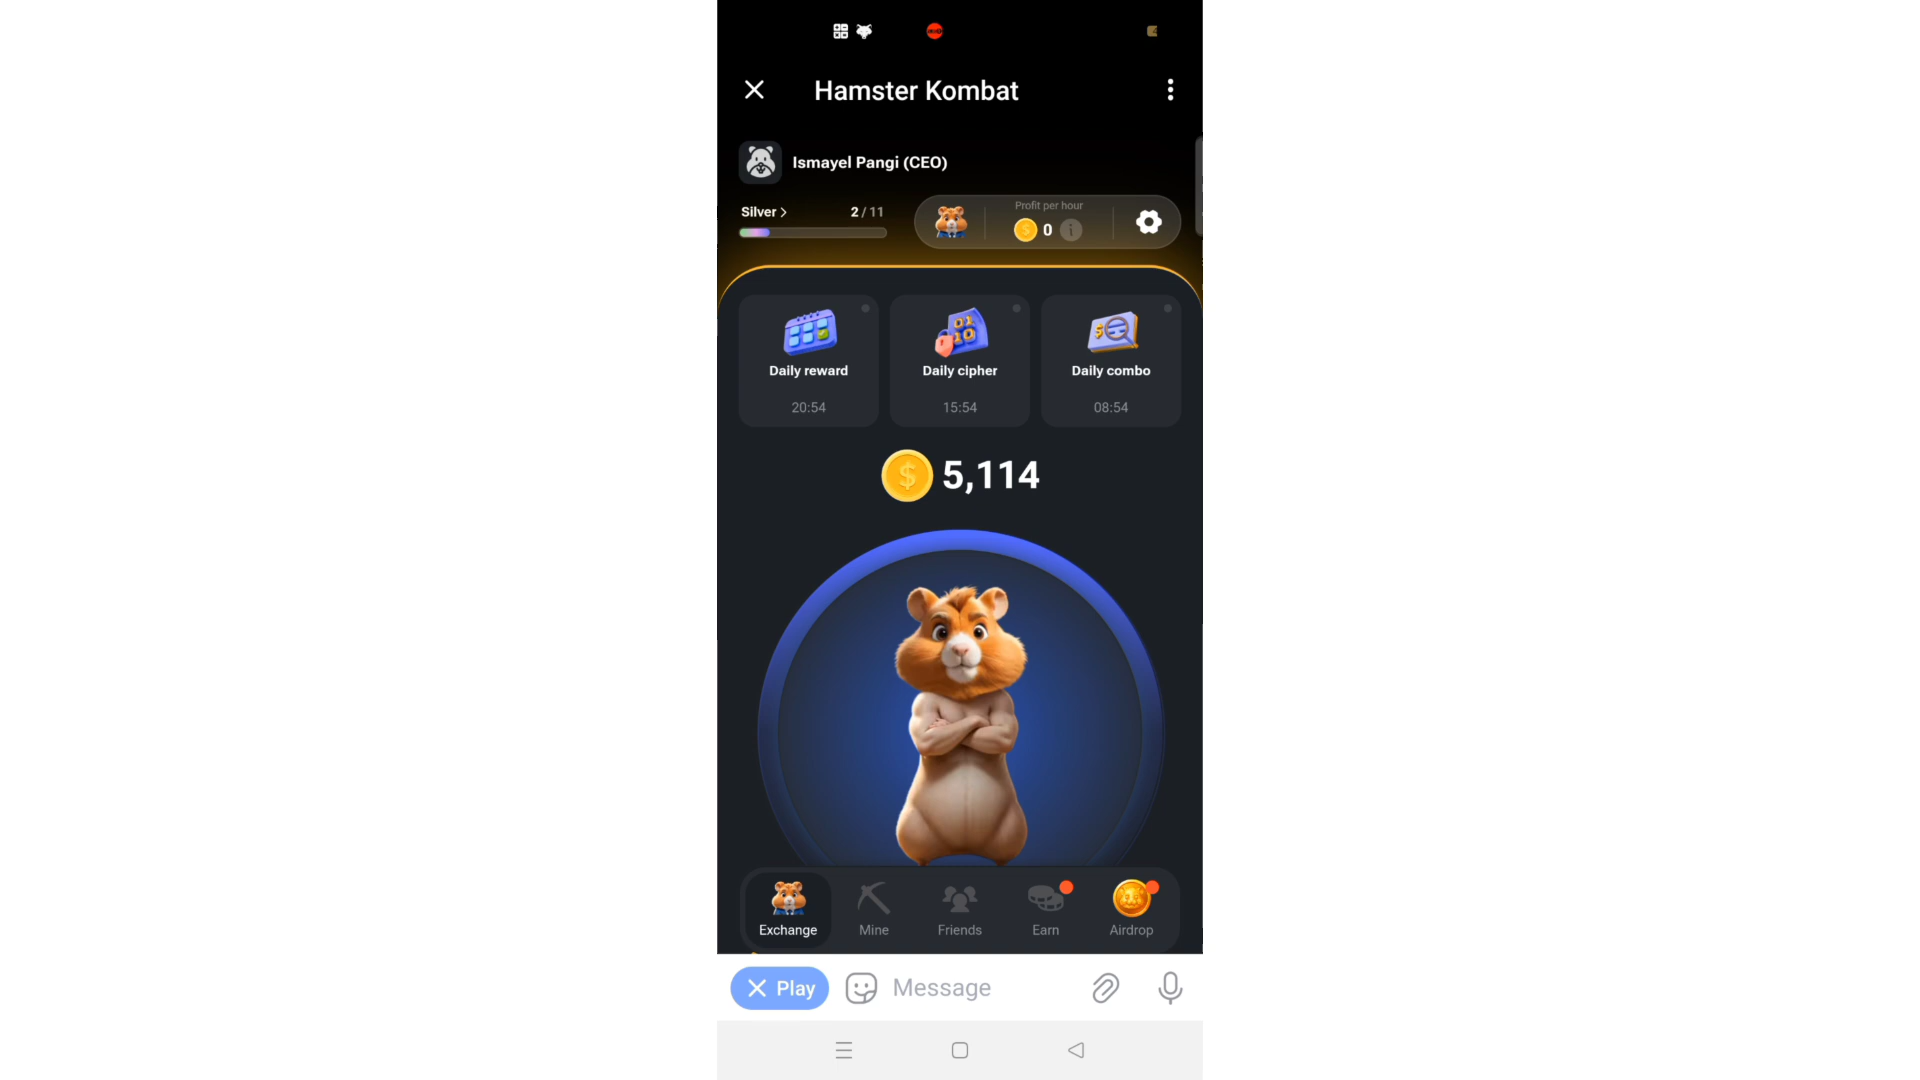 Hamster Kombat
Ismayel Pangi (CEO)
Silver
2 / 11
Profit per hour
0
Daily reward
Daily cipher
Daily combo
20:54
15:54
08:54
5,114
Exchange
Mine
Friends
Earn
Airdrop
Play
Message